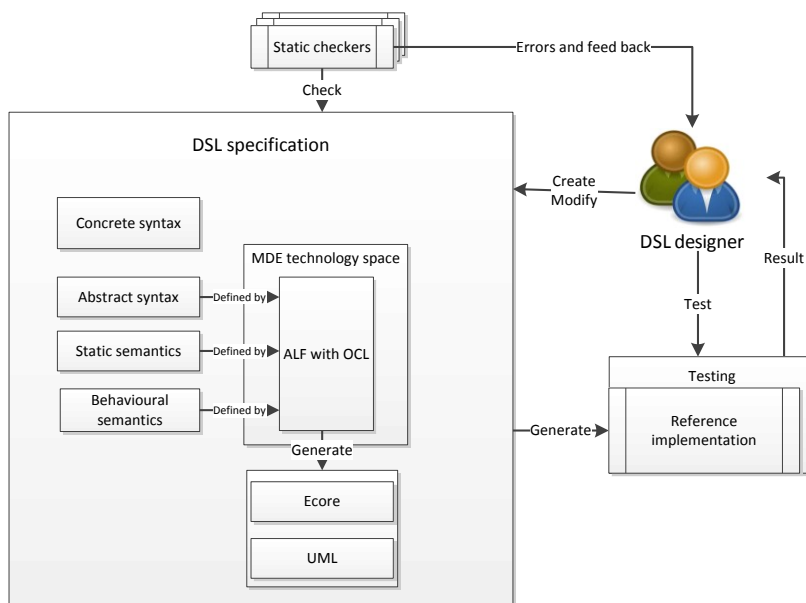 Static checkers
Errors and feed back
Check
DSL specification
Create
Modify
Concrete syntax
DSL designer
Result
MDE technology space
Abstract syntax
Defined by
Test
Static semantics
Defined by
ALF with OCL
Testing
Behavioural
semantics
Defined by
Generate
Reference
implementation
Generate
Ecore
UML